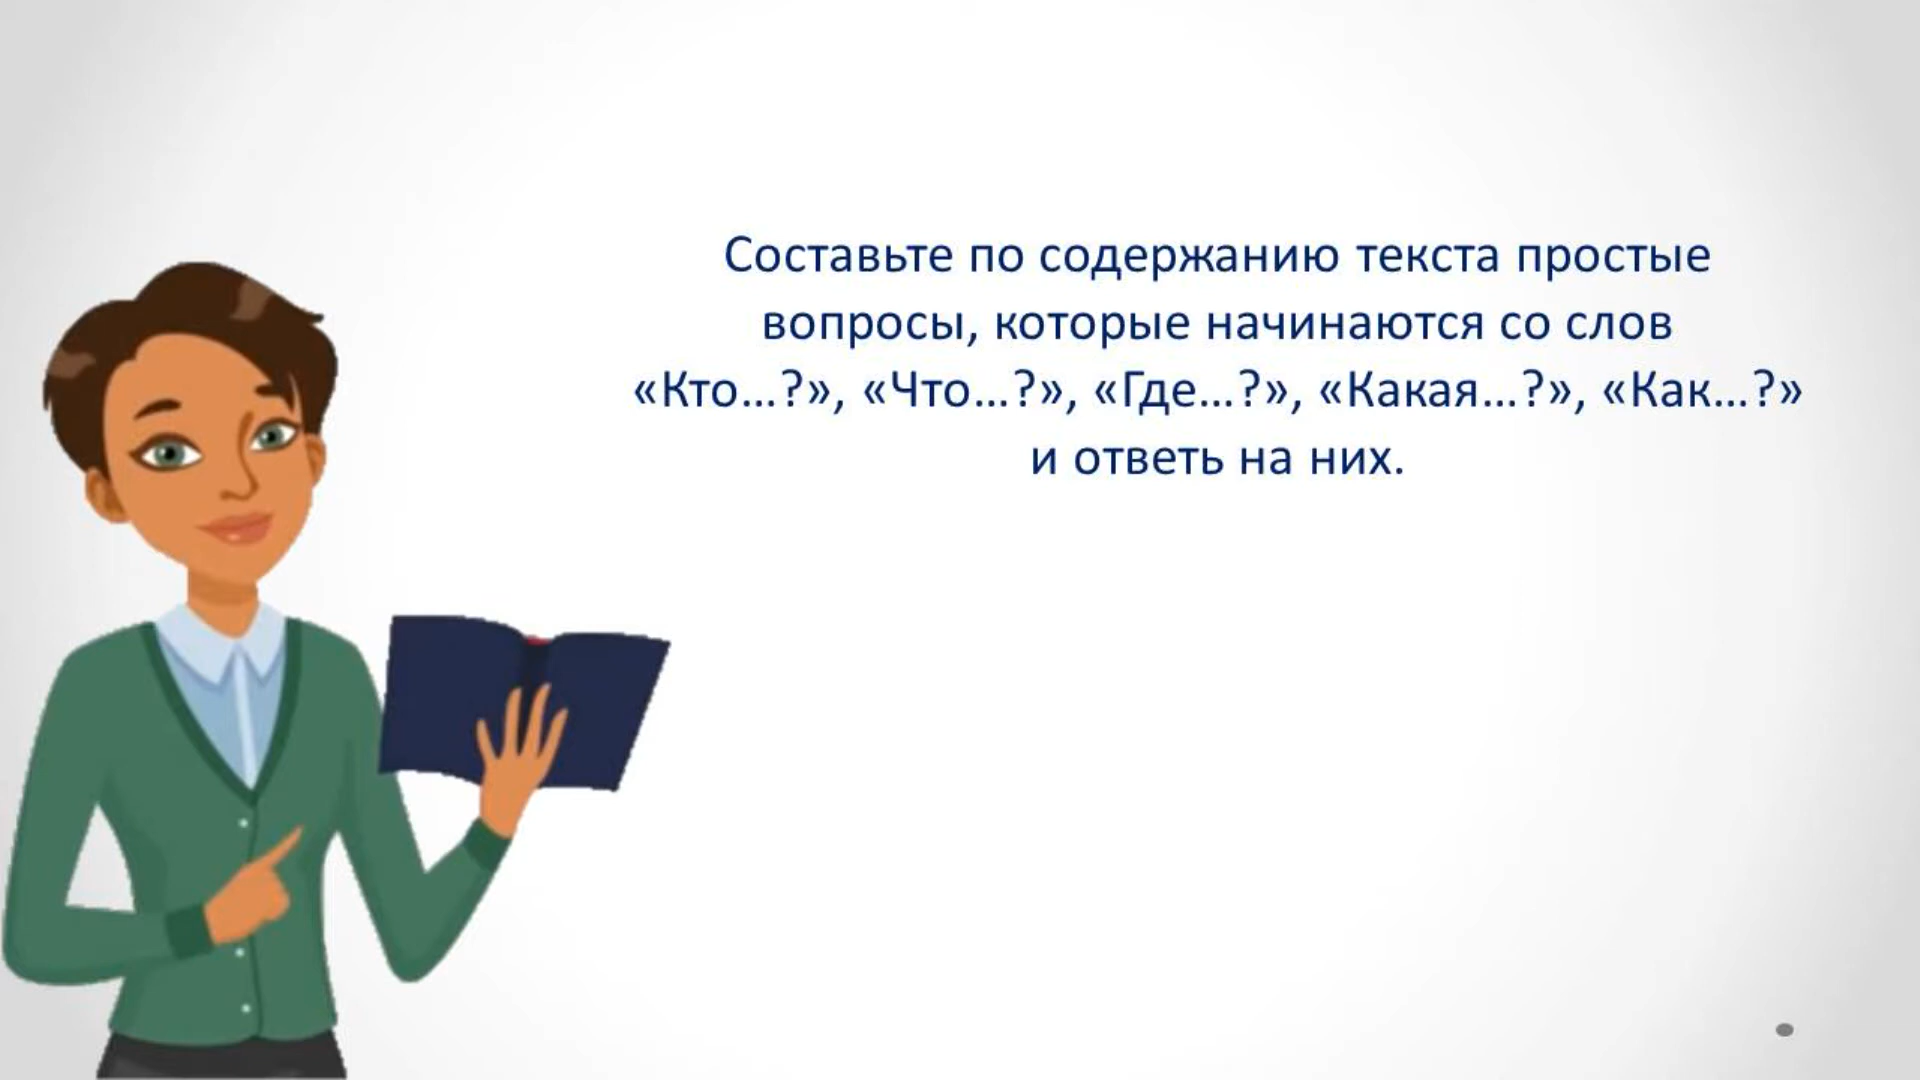 Составьте по содержанию текста простые
вопросы, которые начинаются со слов
«Кто…?», «Что…?», «Где…?», «Какая…?», «Как…?»
и ответь на них.